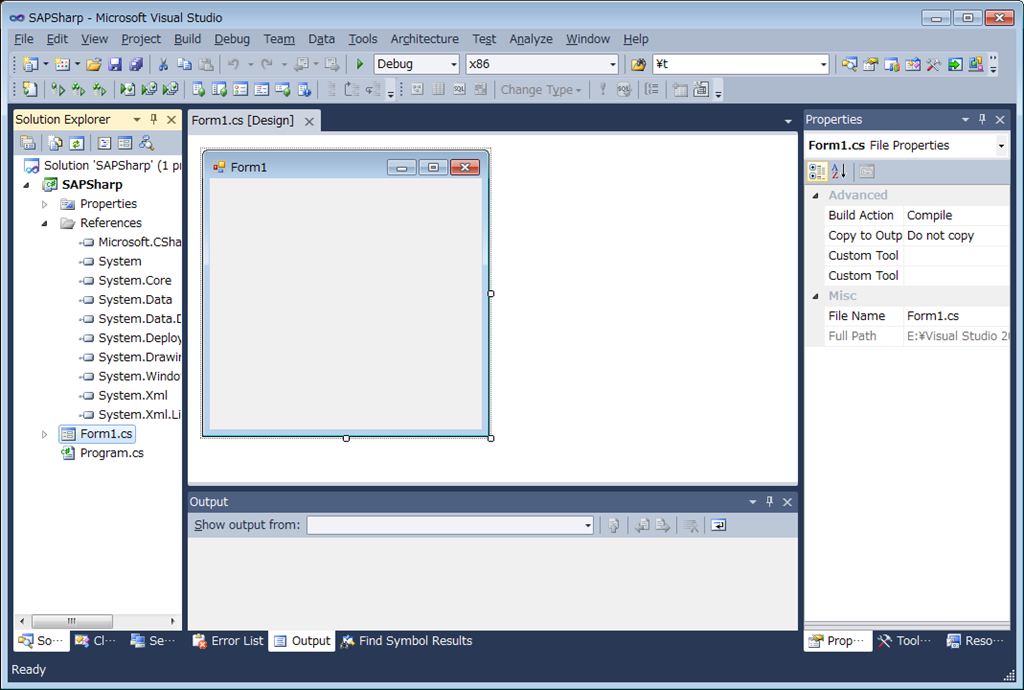 SAPSharp - Microsoft Visual Studio
File Edit View Project Build Debug Team Data Tools Architecture Test Analyze Window Help
Debug x86 ¥t
Change Type
Solution Explorer
Solution 'SAPSharp' (1 p
SAPSharp
Properties
References
Microsoft.CSha
System
System.Core
System.Data
System.Data.D
System.Deploy
System.Drawin
System.Windo
System.Xml
System.Xml.Li
Form1.cs
Program.cs
So...
Cl...
Se...
Form1.cs [Design]
Form1
Output
Show output from:
Error List
Output
Find Symbol Results
Properties
Form1.cs File Properties
Advanced
Build Action Compile
Copy to Outp Do not copy
Custom Tool
Custom Tool
Misc
File Name Form1.cs
Full Path E:¥Visual Studio 20
Prop...
Tool...
Reso...
Ready